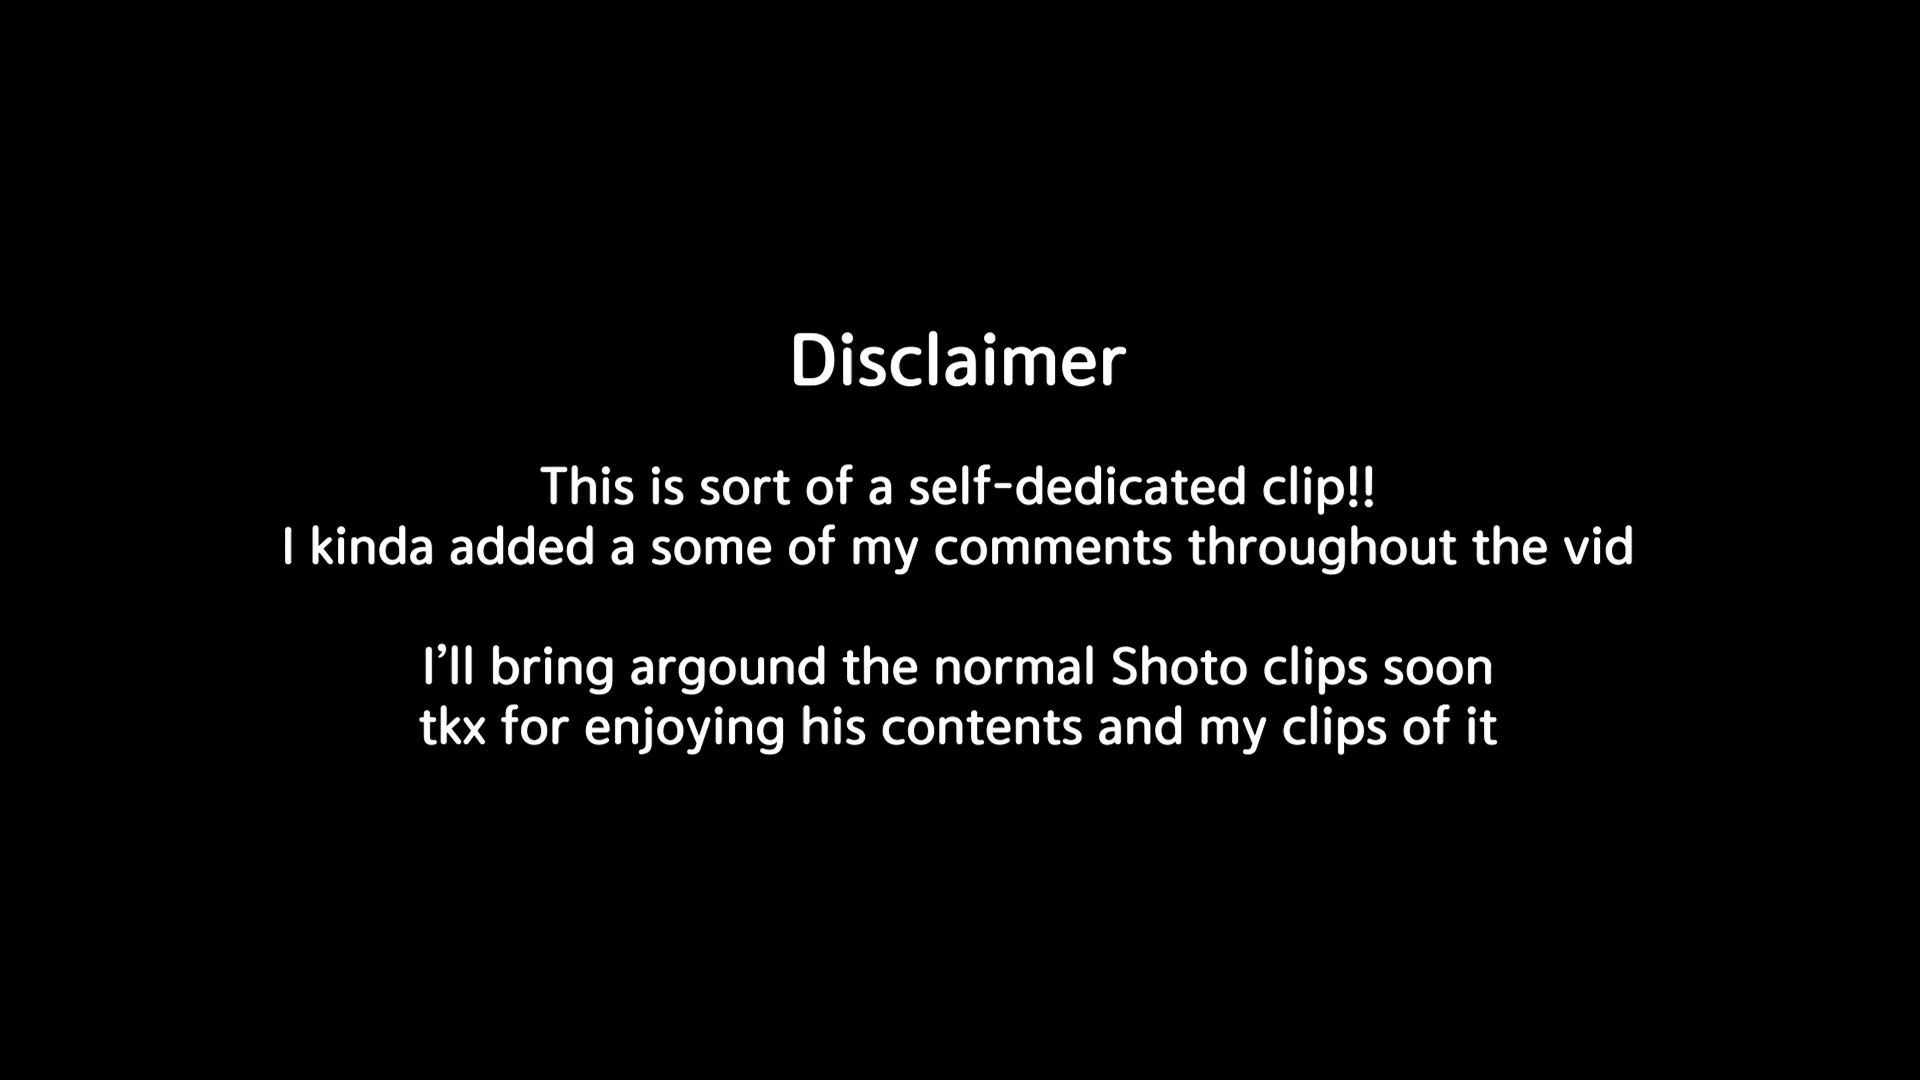 Disclaimer
This is sort of a self-dedicated clip!!
I kinda added a some of my comments throughout the vid
I'll bring argound the normal Shoto clips soon
tkx for enjoying his contents and my clips of it